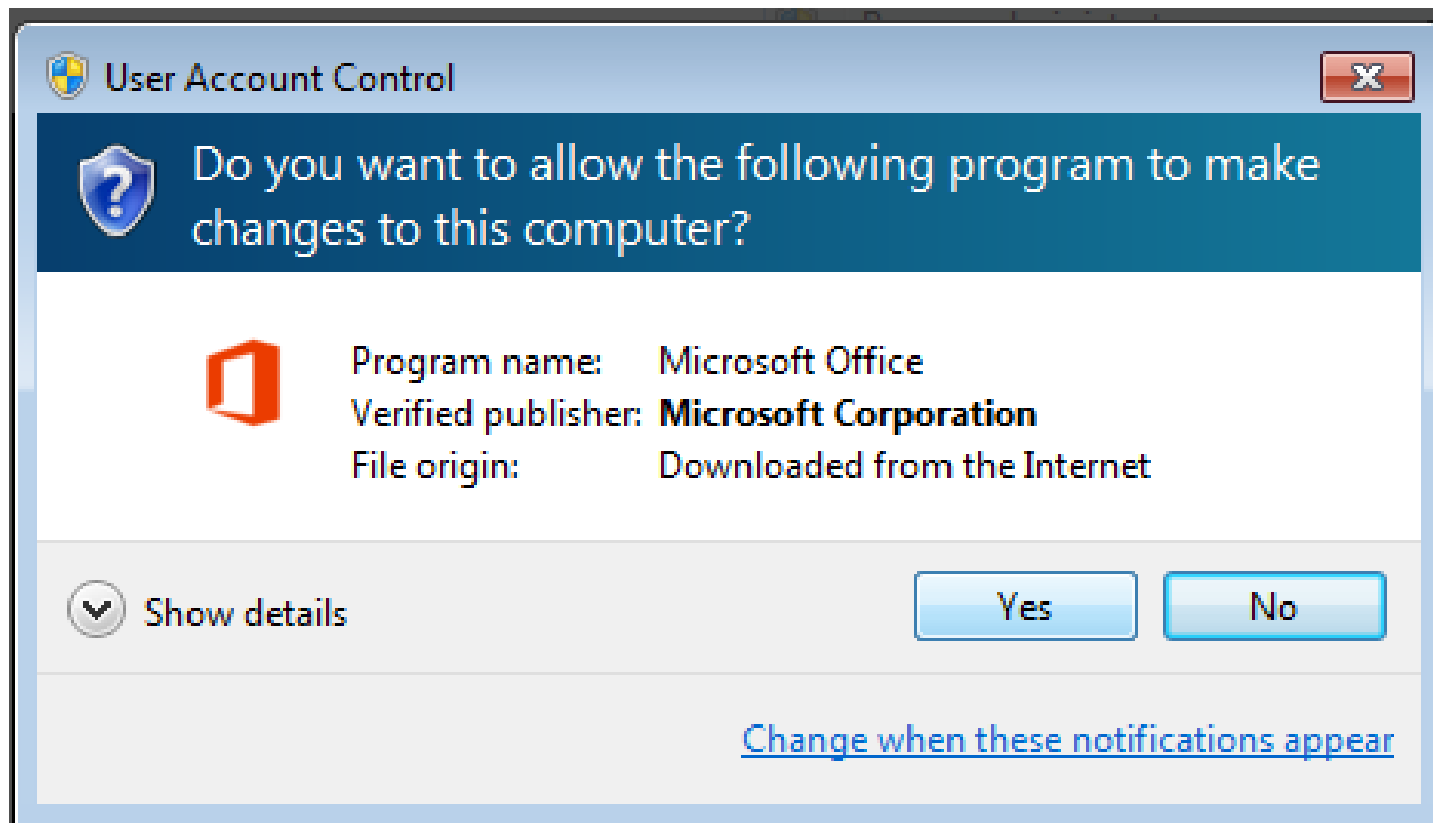 User Account Control
Do you want to allow the following program to make
changes to this computer?
Program name: Microsoft Office
Verified publisher: Microsoft Corporation
File origin: Downloaded from the Internet
Show details
Yes
No
Change when these notifications appear